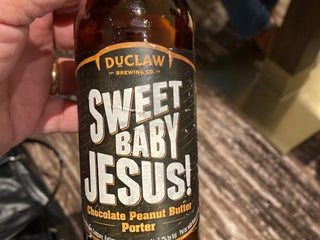 DUCLAW
BREWING CO.
SWEET
BABY
JESUS!
Chocolate Peanut Butter
Porter